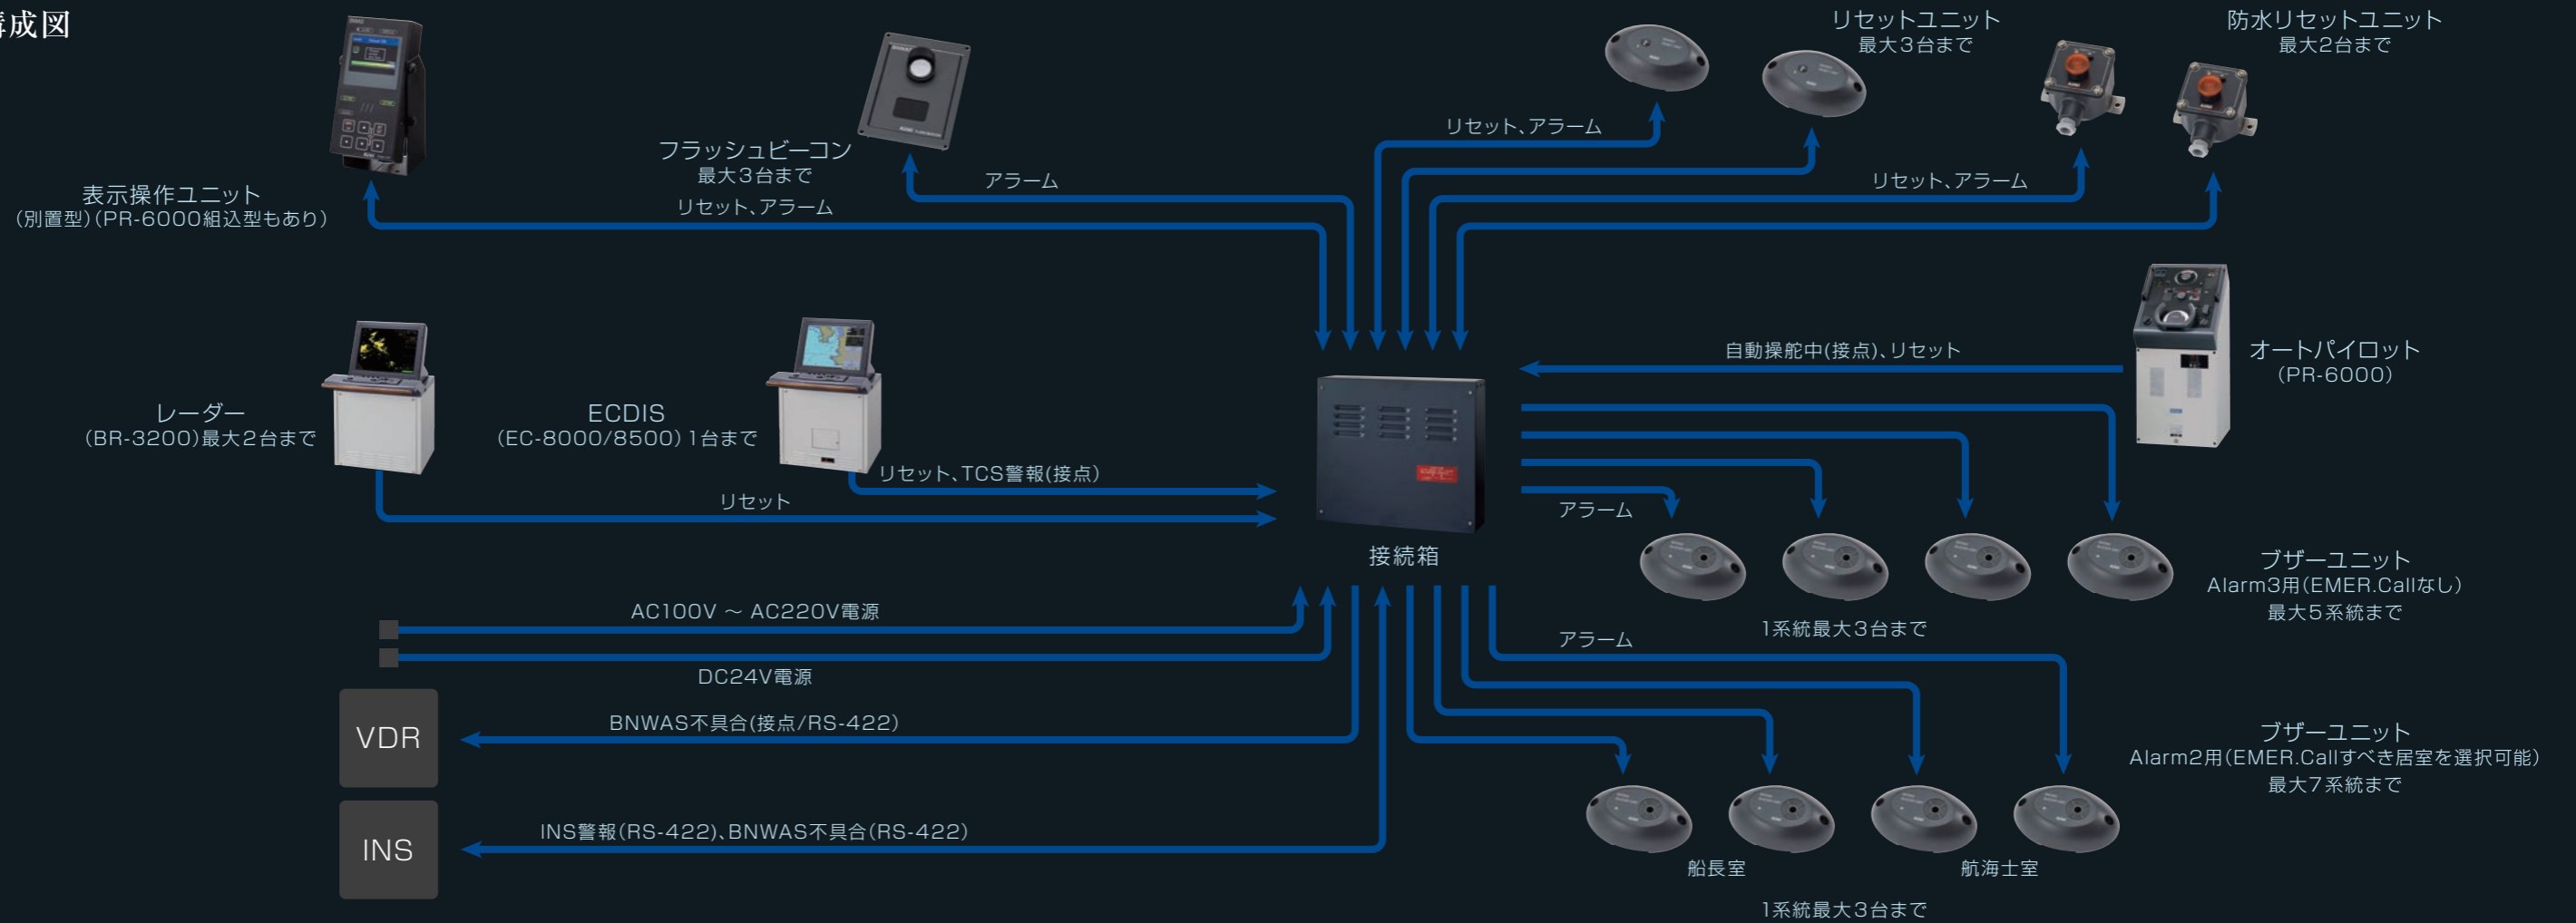 構成図
リセットユニット
最大3台まで
防水リセットユニット
最大2台まで
リセット、アラーム
フラッシュビーコン
最大3台まで
アラーム
リセット、アラーム
表示操作ユニット
(別置型)(PR-6000組込型もあり)
リセット、アラーム
自動操舵中(接点)、リセット
オートパイロット
(PR-6000)
レーダー
(BR-3200)最大2台まで
ECDIS
(EC-8000/8500)1台まで
リセット、TCS警報(接点)
リセット
アラーム
接続箱
ブザーユニット
Alarm3用(EMER.Callなし)
最大5系統まで
1系統最大3台まで
AC100V ～ AC220V電源
DC24V電源
アラーム
VDR
BNWAS不具合(接点/RS-422)
ブザーユニット
Alarm2用(EMER.Callすべき居室を選択可能)
最大7系統まで
INS
INS警報(RS-422)、BNWAS不具合(RS-422)
船長室
航海士室
1系統最大3台まで